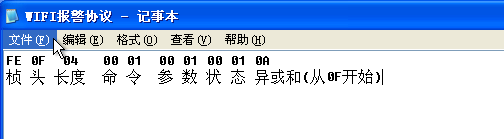 WIFI报警协议 - 记事本
文件(F) 编辑(E) 格式(O) 查看(V) 帮助(H)
FE 0F 04 00 01 00 01 00 01 0A
桢 头 长度 命 令 参 数 状 态 异或和(从0F开始)